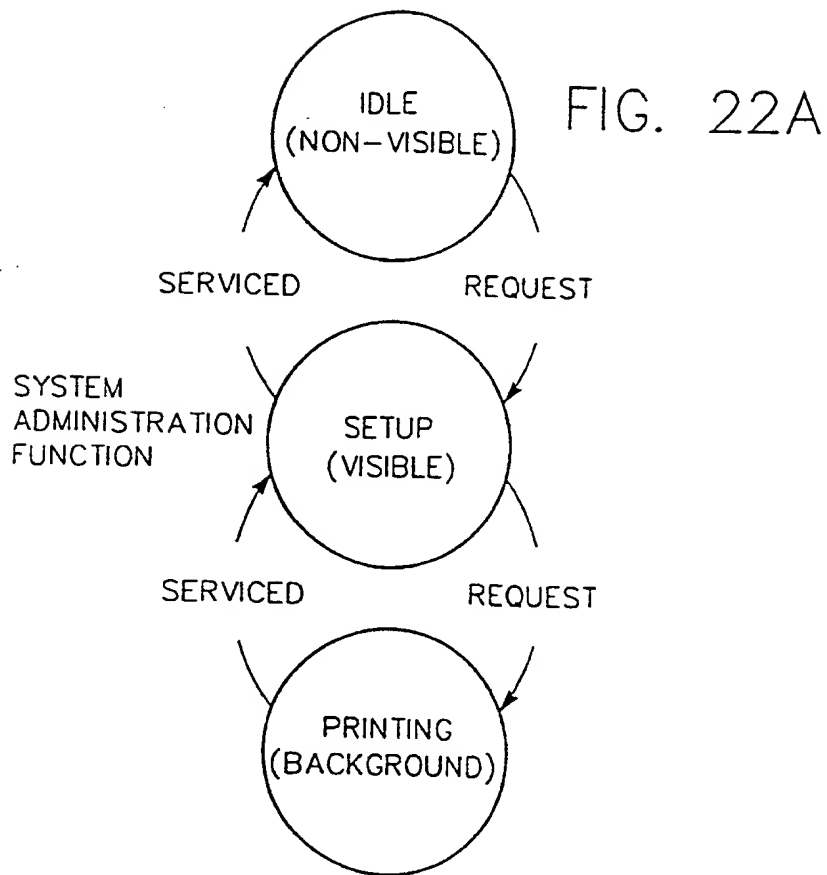 IDLE
(NON-VISIBLE)
FIG. 22A
SERVICED
REQUEST
SYSTEM
ADMINISTRATION
FUNCTION
SETUP
(VISIBLE)
SERVICED
REQUEST
PRINTING
(BACKGROUND)